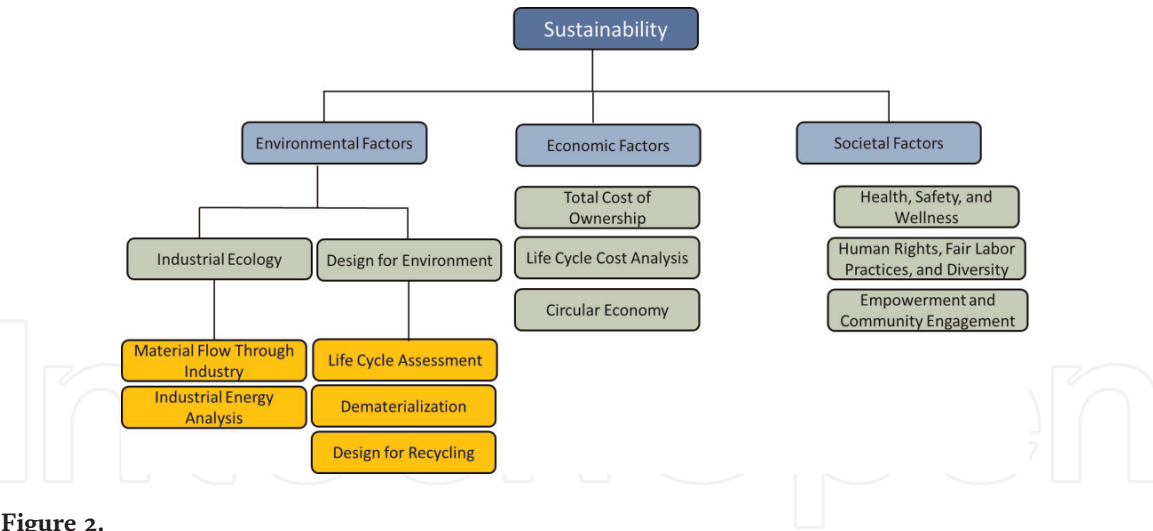 Sustainability
Environmental Factors
Economic Factors
Societal Factors
Total Cost of
Ownership
Life Cycle Cost Analysis
Circular Economy
Health, Safety, and
Wellness
Human Rights, Fair Labor
Practices, and Diversity
Empowerment and
Community Engagement
Industrial Ecology
Design for Environment
Material Flow Through
Industry
Industrial Energy
Analysis
Life Cycle Assessment
Dematerialization
Design for Recycling
Figure 2.